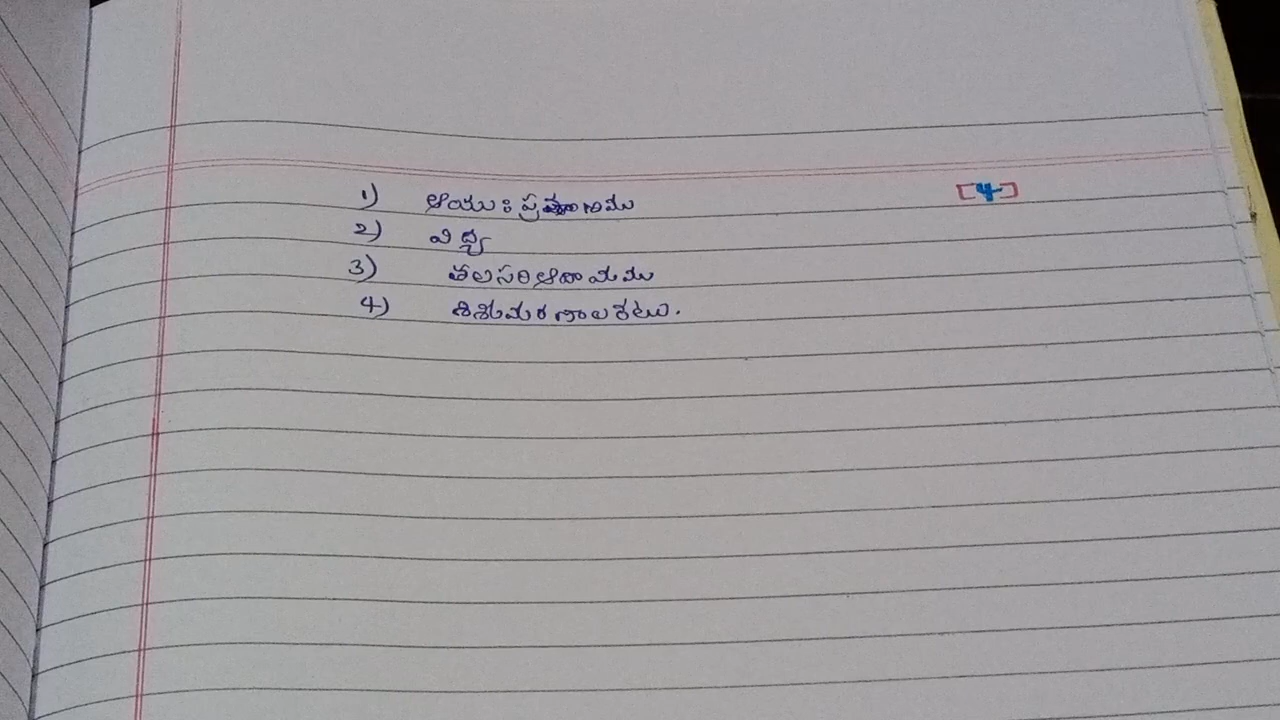 1) ఆయుః ప్రమాణము [4]
2) విద్య
3) తలసరి ఆదాయము
4) శిశుమరణాల రేటు.